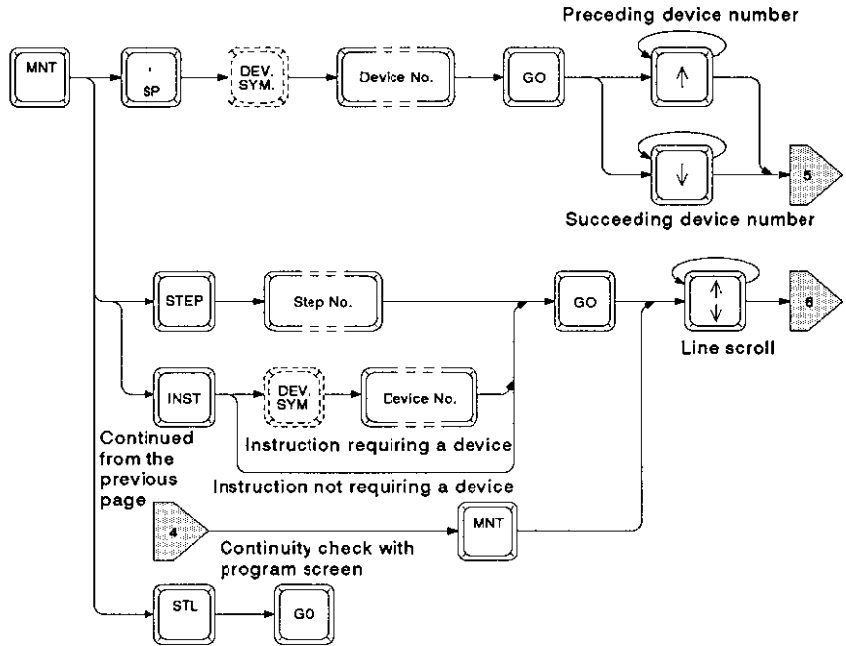 Preceding device number
MNT
'
SP
DEV.
SYM.
Device No.
GO
↑
↓
5
Succeeding device number
STEP
Step No.
GO
↑
↓
6
Line scroll
INST
DEV.
SYM
Device No.
Continued
from the
previous
page
Instruction requiring a device
Instruction not requiring a device
4
Continuity check with
program screen
MNT
STL
GO